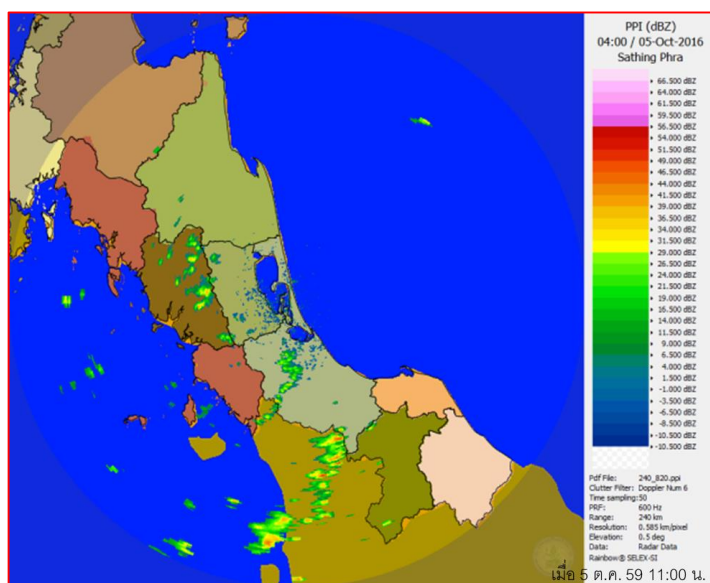 PPI (dBZ)
04:00 / 05-Oct-2016
Sathing Phra
66.500 dBZ
64.000 dBZ
61.500 dBZ
59.500 dBZ
56.500 dBZ
54.000 dBZ
51.500 dBZ
49.000 dBZ
46.500 dBZ
44.500 dBZ
41.500 dBZ
39.000 dBZ
36.500 dBZ
34.000 dBZ
31.500 dBZ
29.000 dBZ
26.500 dBZ
24.000 dBZ
21.500 dBZ
19.000 dBZ
16.500 dBZ
14.000 dBZ
11.500 dBZ
9.000 dBZ
6.500 dBZ
4.000 dBZ
1.500 dBZ
-0.500 dBZ
-3.500 dBZ
-6.500 dBZ
-8.500 dBZ
-10.500 dBZ
-10.500 dBZ
Pdf File: 240_820.ppi
Clutter Filter: Doppler Num 6
Time sampling:50
PRF: 600 Hz
Range: 240 km
Resolution: 0.585 km/pixel
Elevation: 0.5 deg
Data: Radar Data
Rainbow® SELEX-SI
เมื่อ 5 ต.ค. 59 11:00 น.